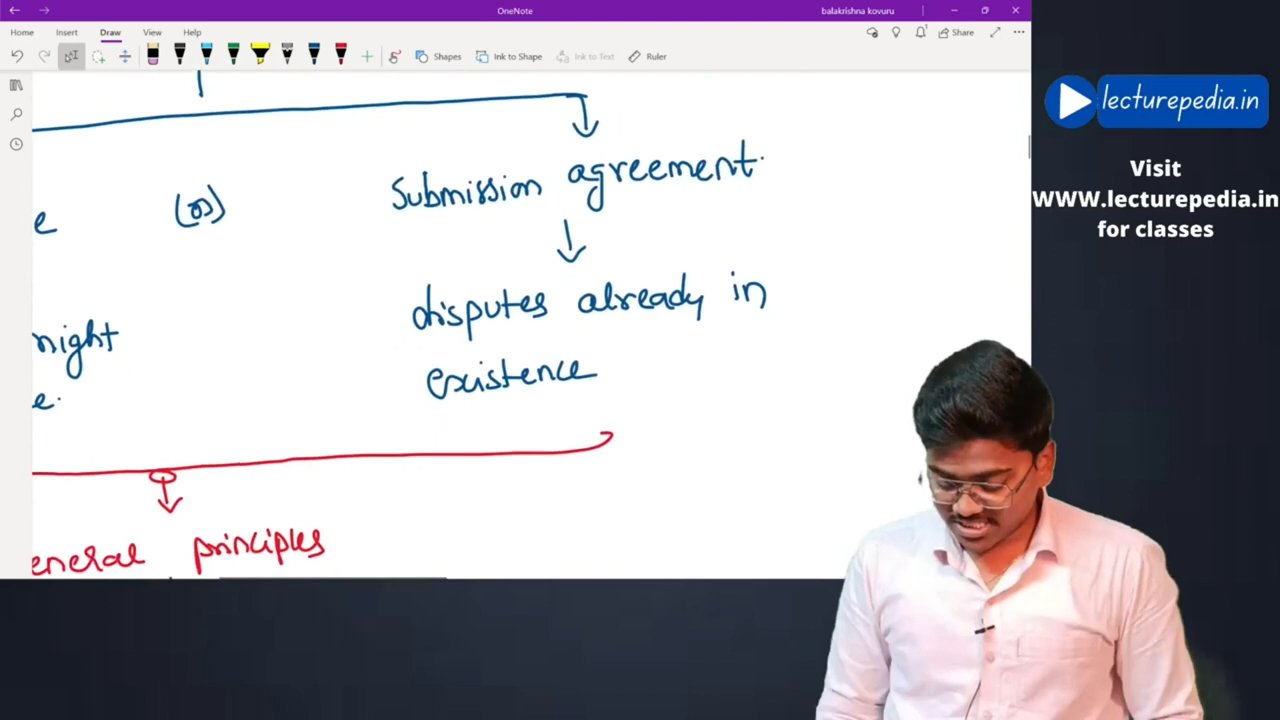 OneNote
balakrishna kovuru
Home Insert Draw View Help
Share
Shapes Ink to Shape Ink to Text Ruler
lecturepedia.in
Visit
WWW.lecturepedia.in
for classes
Submission agreement.
e (or)
disputes already in
night
existence
e.
eneral principles